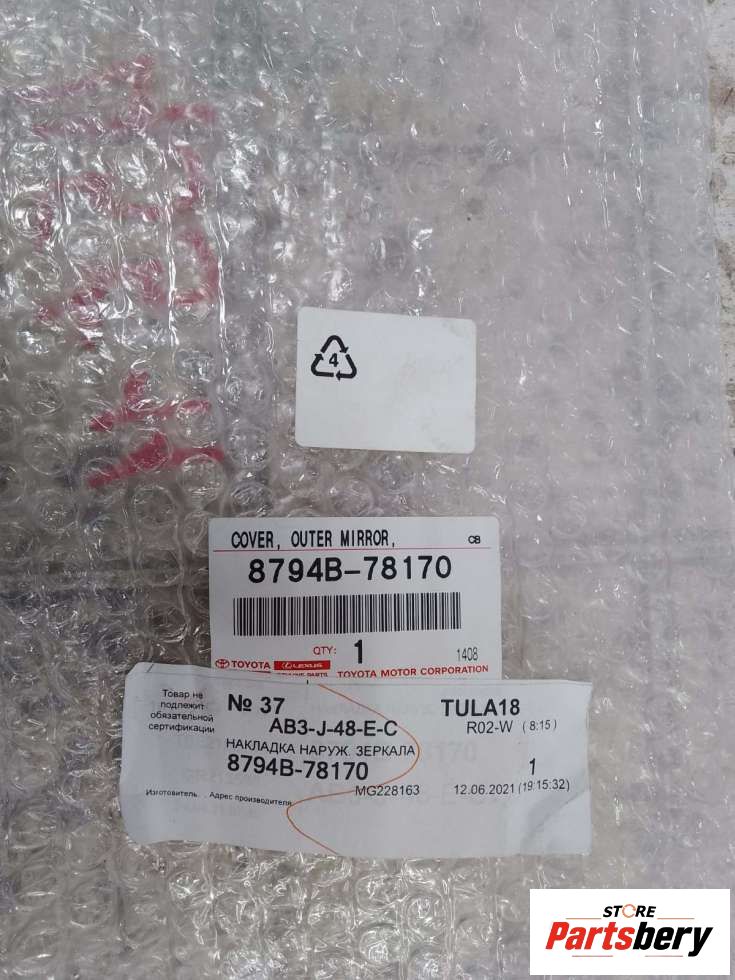 4
COVER, OUTER MIRROR, CB
8794B-78170
QTY: 1 1408
TOYOTA LEXUS TOYOTA MOTOR CORPORATION
PARTS
Товар не подлежит обязательной сертификации
№ 37 TULA18
AB3-J-48-E-C R02-W ( 8:15 )
НАКЛАДКА НАРУЖ. ЗЕРКАЛА
8794B-78170 1
MG228163 12.06.2021 (19:15:32)
Изготовитель: . Адрес производителя:
STORE
Partsbery